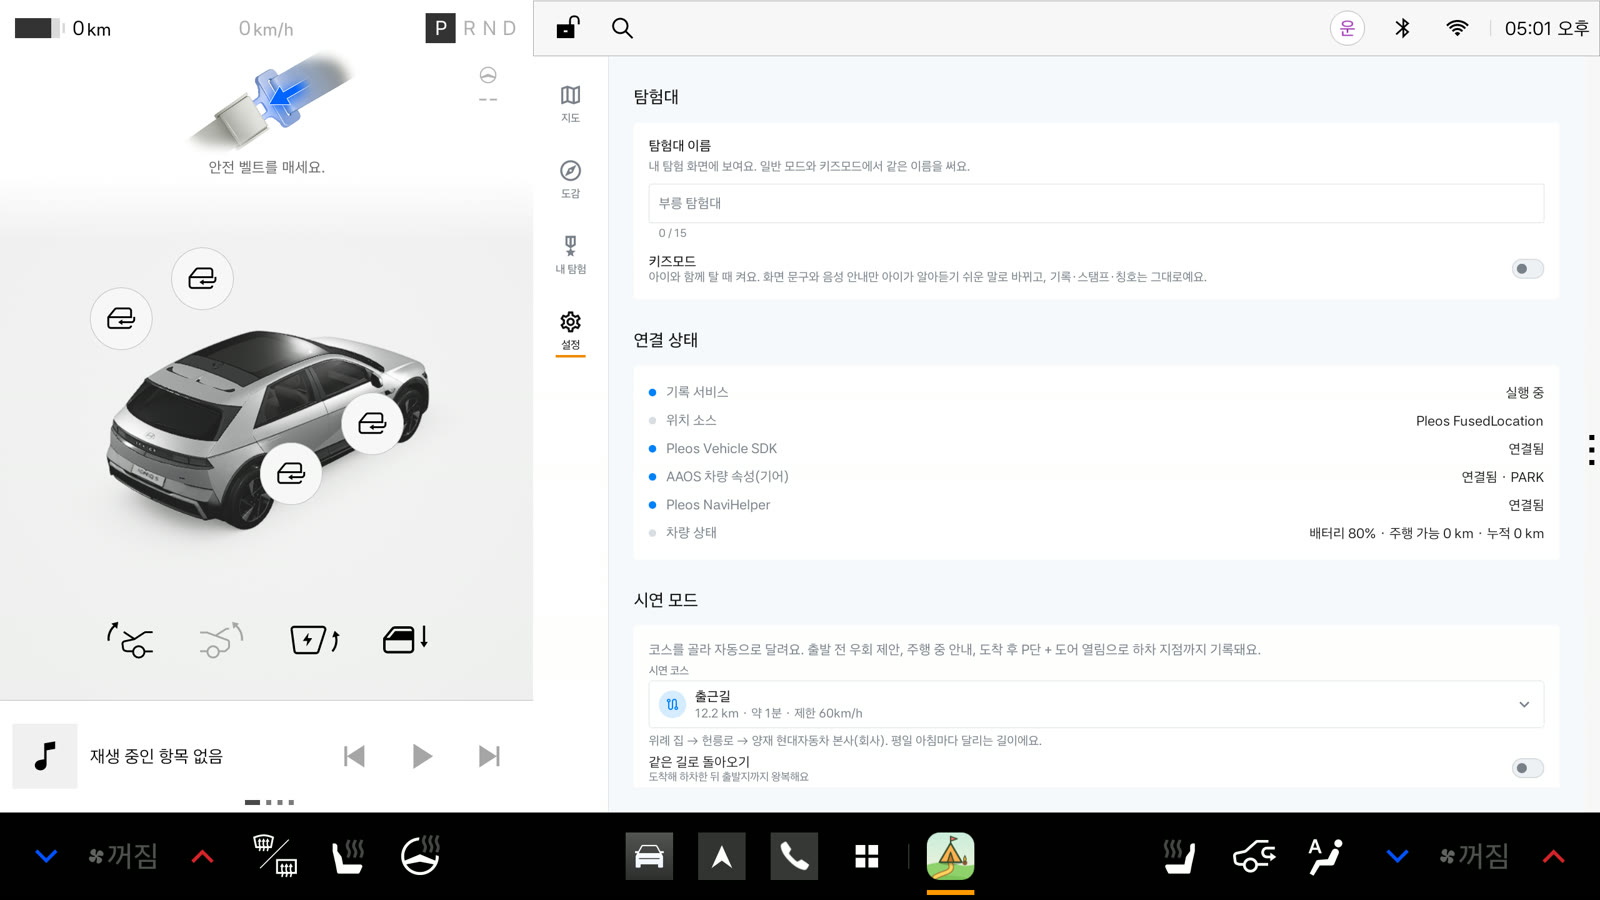 0 km
0 km/h
P R N D
운
05:01 오후
--
안전 벨트를 매세요.
재생 중인 항목 없음
지도
도감
내 탐험
설정
탐험대
탐험대 이름
내 탐험 화면에 보여요. 일반 모드와 키즈모드에서 같은 이름을 써요.
부릉 탐험대
0 / 15
키즈모드
아이와 함께 탈 때 켜요. 화면 문구와 음성 안내만 아이가 알아듣기 쉬운 말로 바뀌고, 기록·스탬프·칭호는 그대로예요.
연결 상태
기록 서비스 실행 중
위치 소스 Pleos FusedLocation
Pleos Vehicle SDK 연결됨
AAOS 차량 속성(기어) 연결됨 · PARK
Pleos NaviHelper 연결됨
차량 상태 배터리 80% · 주행 가능 0 km · 누적 0 km
시연 모드
코스를 골라 자동으로 달려요. 출발 전 우회 제안, 주행 중 안내, 도착 후 P단 + 도어 열림으로 하차 지점까지 기록돼요.
시연 코스
출근길
12.2 km · 약 1분 · 제한 60km/h
위례 집 → 헌릉로 → 양재 현대자동차 본사(회사). 평일 아침마다 달리는 길이에요.
같은 길로 돌아오기
도착해 하차한 뒤 출발지까지 왕복해요
꺼짐
A
꺼짐